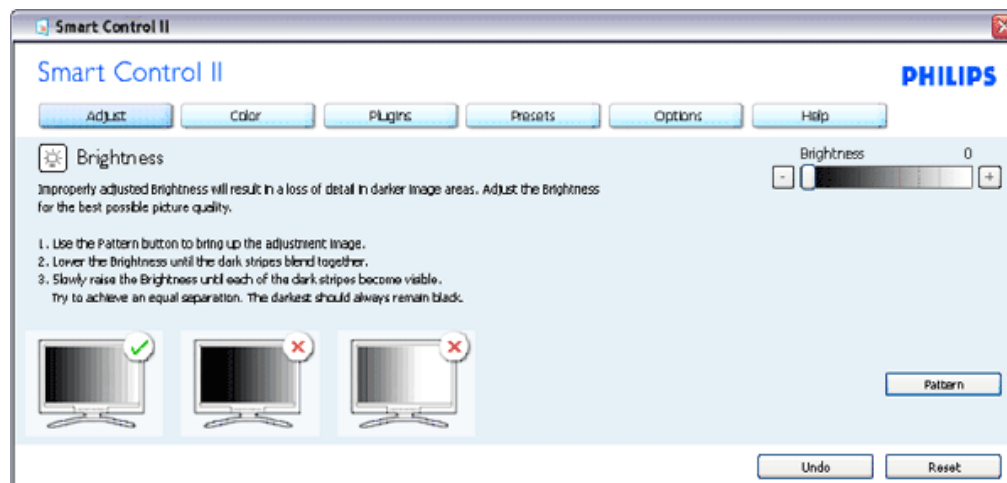 Smart Control II
Smart Control II
PHILIPS
Adjust Color Plugins Presets Options Help
Brightness
Brightness 0
Improperly adjusted Brightness will result in a loss of detail in darker image areas. Adjust the Brightness
for the best possible picture quality.
1. Use the Pattern button to bring up the adjustment image.
2. Lower the Brightness until the dark stripes blend together.
3. Slowly raise the Brightness until each of the dark stripes become visible.
Try to achieve an equal separation. The darkest should always remain black.
Pattern
Undo Reset